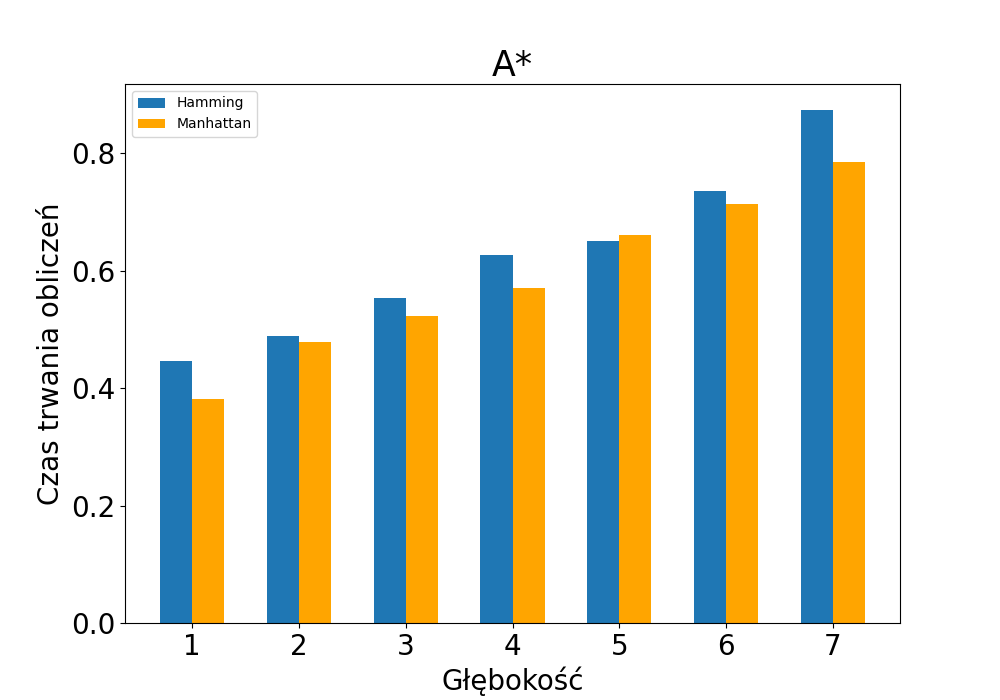 A*
Hamming
Manhattan
Czas trwania obliczeń
0.8
0.6
0.4
0.2
0.0
1 2 3 4 5 6 7
Głębokość